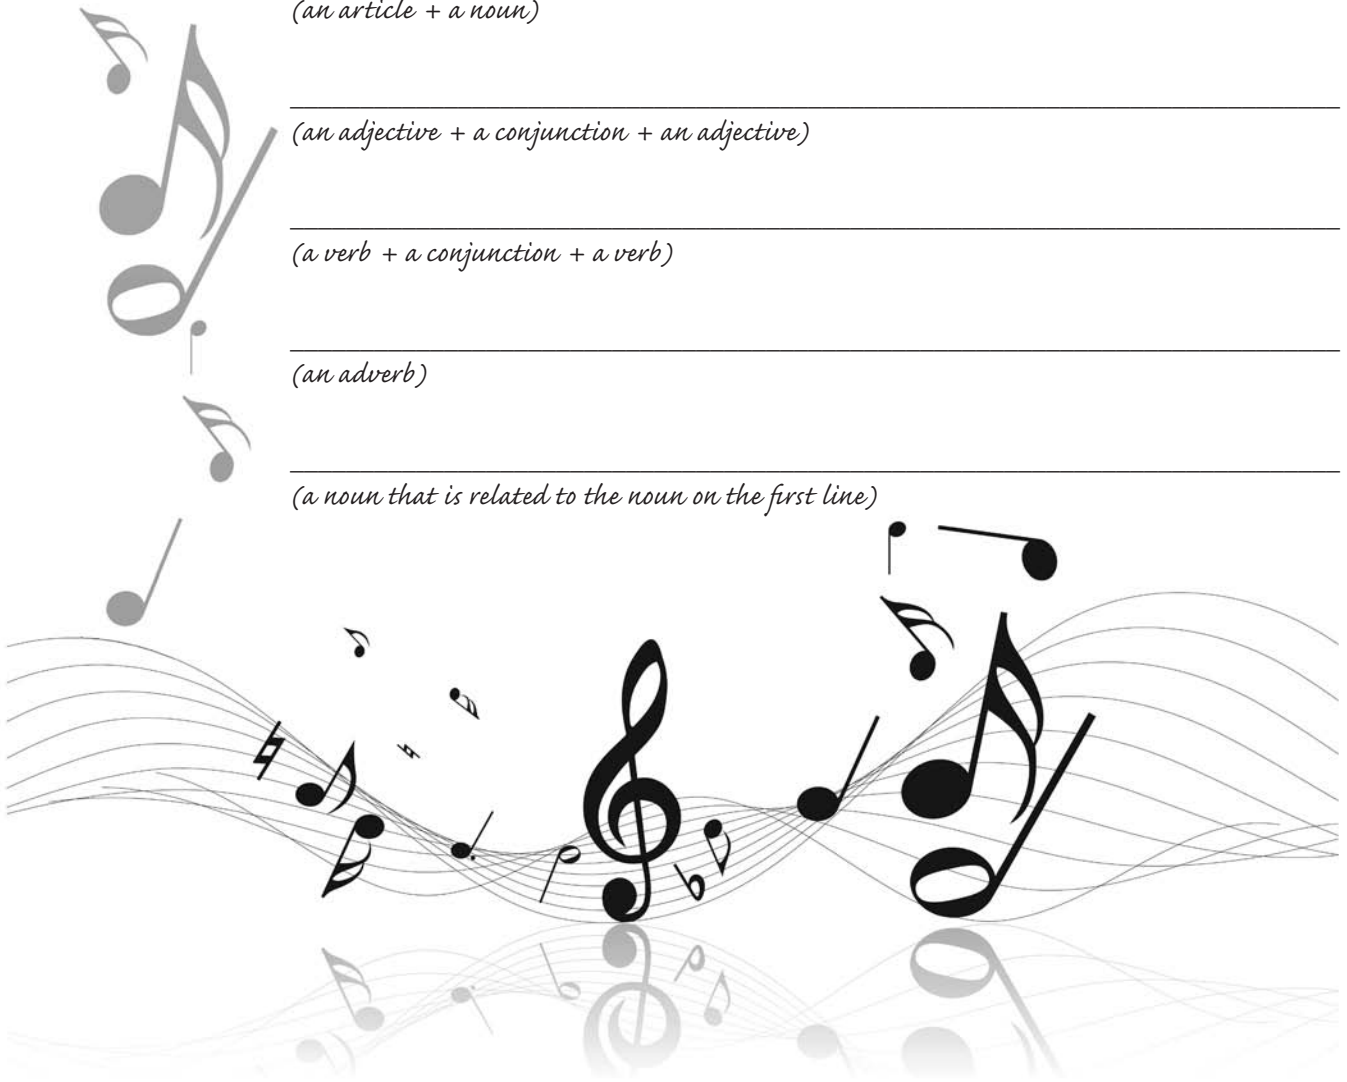 (an article + a noun)
(an adjective + a conjunction + an adjective)
(a verb + a conjunction + a verb)
(an adverb)
(a noun that is related to the noun on the first line)